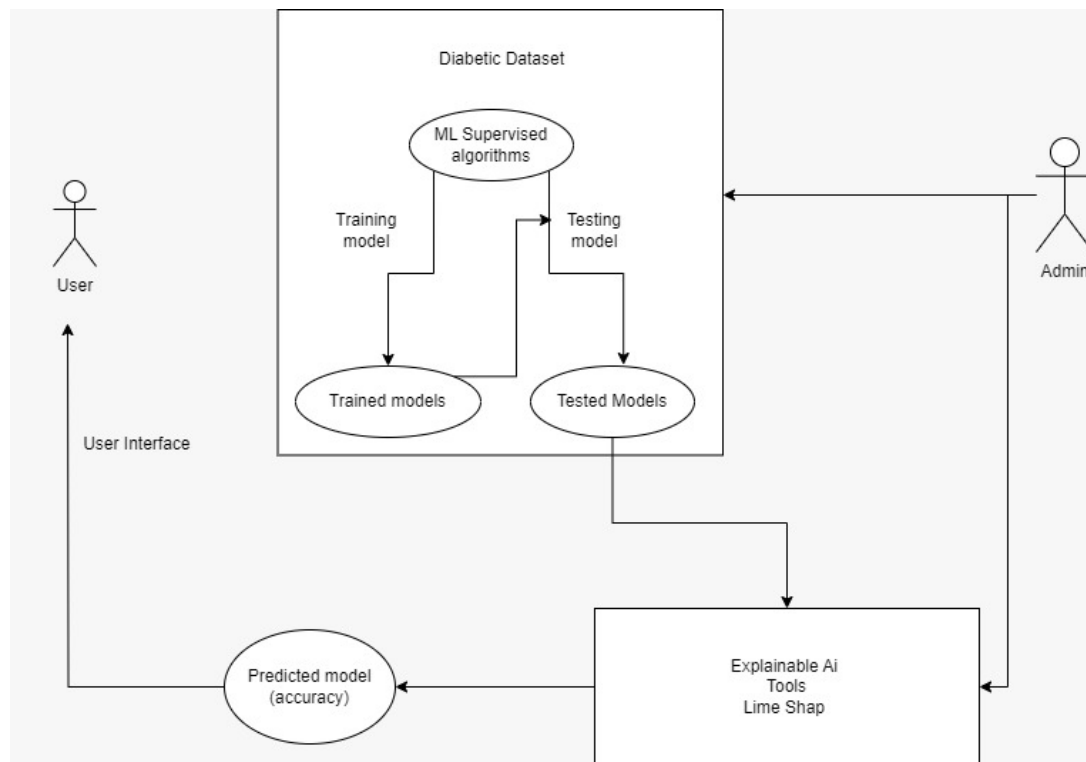 Diabetic Dataset
ML Supervised
algorithms
Training
model
Testing
model
User
Admin
Trained models
Tested Models
User Interface
Predicted model
(accuracy)
Explainable Ai
Tools
Lime Shap